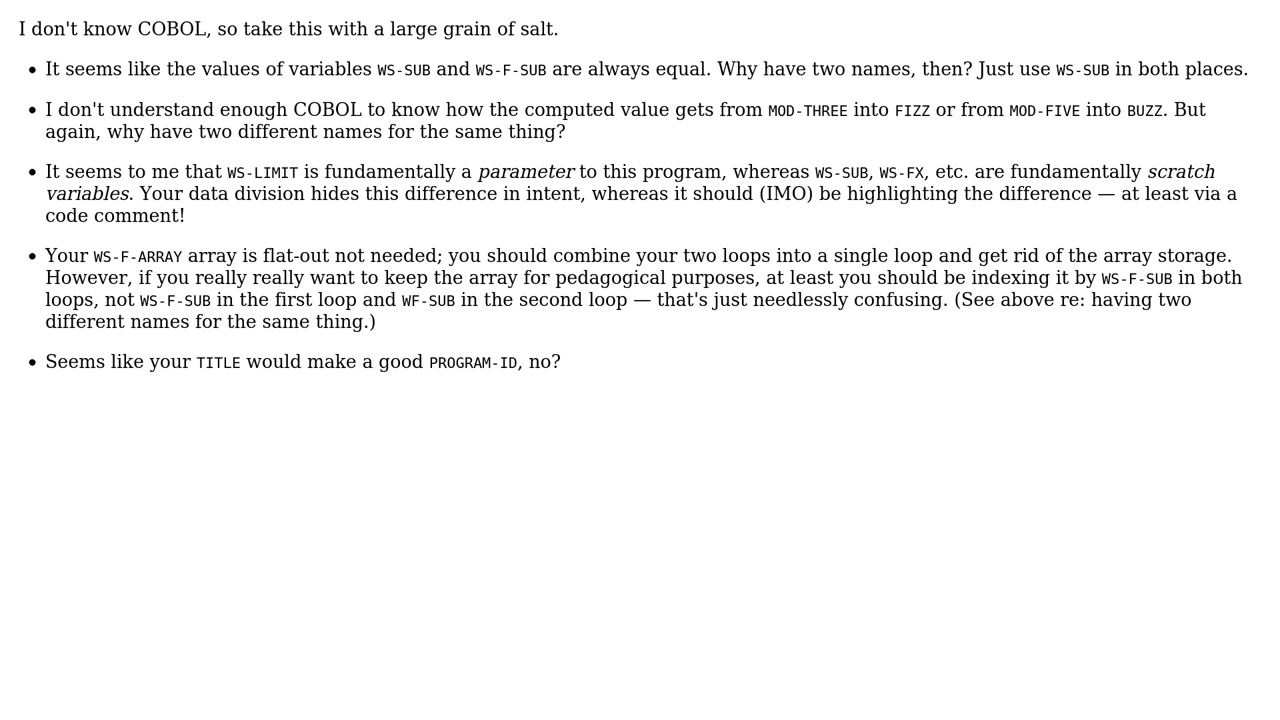 I don't know COBOL, so take this with a large grain of salt.
• It seems like the values of variables WS-SUB and WS-F-SUB are always equal. Why have two names, then? Just use WS-SUB in both places.
• I don't understand enough COBOL to know how the computed value gets from MOD-THREE into FIZZ or from MOD-FIVE into BUZZ. But
again, why have two different names for the same thing?
• It seems to me that WS-LIMIT is fundamentally a parameter to this program, whereas WS-SUB, WS-FX, etc. are fundamentally scratch
variables. Your data division hides this difference in intent, whereas it should (IMO) be highlighting the difference — at least via a
code comment!
• Your WS-F-ARRAY array is flat-out not needed; you should combine your two loops into a single loop and get rid of the array storage.
However, if you really really want to keep the array for pedagogical purposes, at least you should be indexing it by WS-F-SUB in both
loops, not WS-F-SUB in the first loop and WF-SUB in the second loop — that's just needlessly confusing. (See above re: having two
different names for the same thing.)
• Seems like your TITLE would make a good PROGRAM-ID, no?